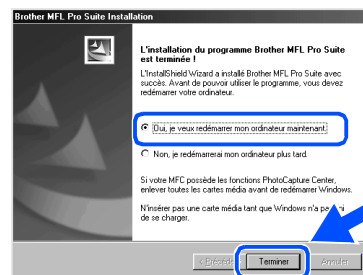 Brother MFL Pro Suite Installation
L'installation du programme Brother MFL Pro Suite
est terminée !
L'InstallShield Wizard a installé Brother MFL Pro Suite avec
succès. Avant de pouvoir utiliser le programme, vous devez
redémarrer votre ordinateur.
Oui, je veux redémarrer mon ordinateur maintenant.
Non, je redémarrerai mon ordinateur plus tard.
Si votre MFC possède les fonctions PhotoCapture Center,
enlever toutes les cartes média avant de redémarrer Windows.
N'insérer pas une carte média tant que Windows n'a
de se charger.
Terminer
Annuler